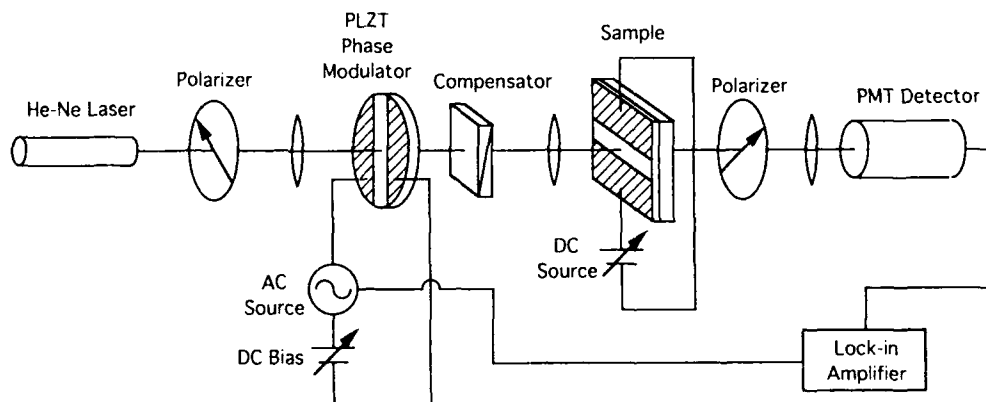 He-Ne Laser
Polarizer
PLZT
Phase
Modulator
Compensator
Sample
Polarizer
PMT Detector
AC
Source
DC Bias
DC
Source
Lock-in
Amplifier